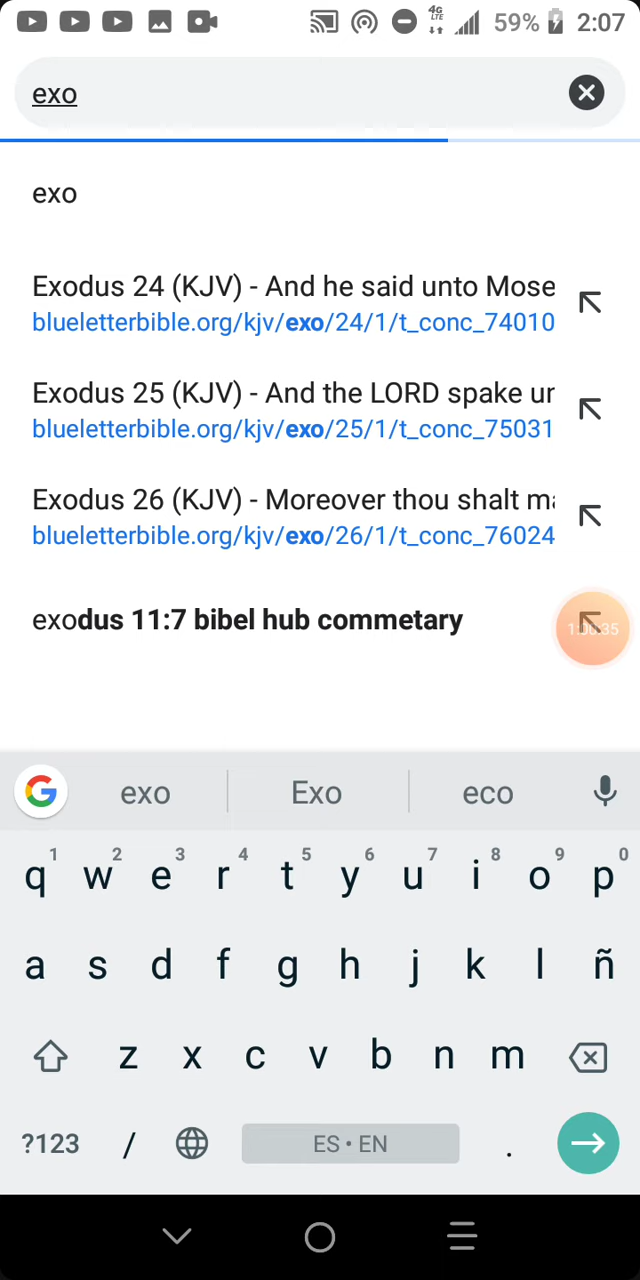 4G
LTE
59%
2:07
exo
exo
Exodus 24 (KJV) - And he said unto Mose
blueletterbible.org/kjv/exo/24/1/t_conc_74010
Exodus 25 (KJV) - And the LORD spake un
blueletterbible.org/kjv/exo/25/1/t_conc_75031
Exodus 26 (KJV) - Moreover thou shalt ma
blueletterbible.org/kjv/exo/26/1/t_conc_76024
exodus 11:7 bibel hub commetary
exo Exo eco
1 2 3 4 5 6 7 8 9 0
q w e r t y u i o p
a s d f g h j k l ñ
z x c v b n m
?123 / ES • EN .